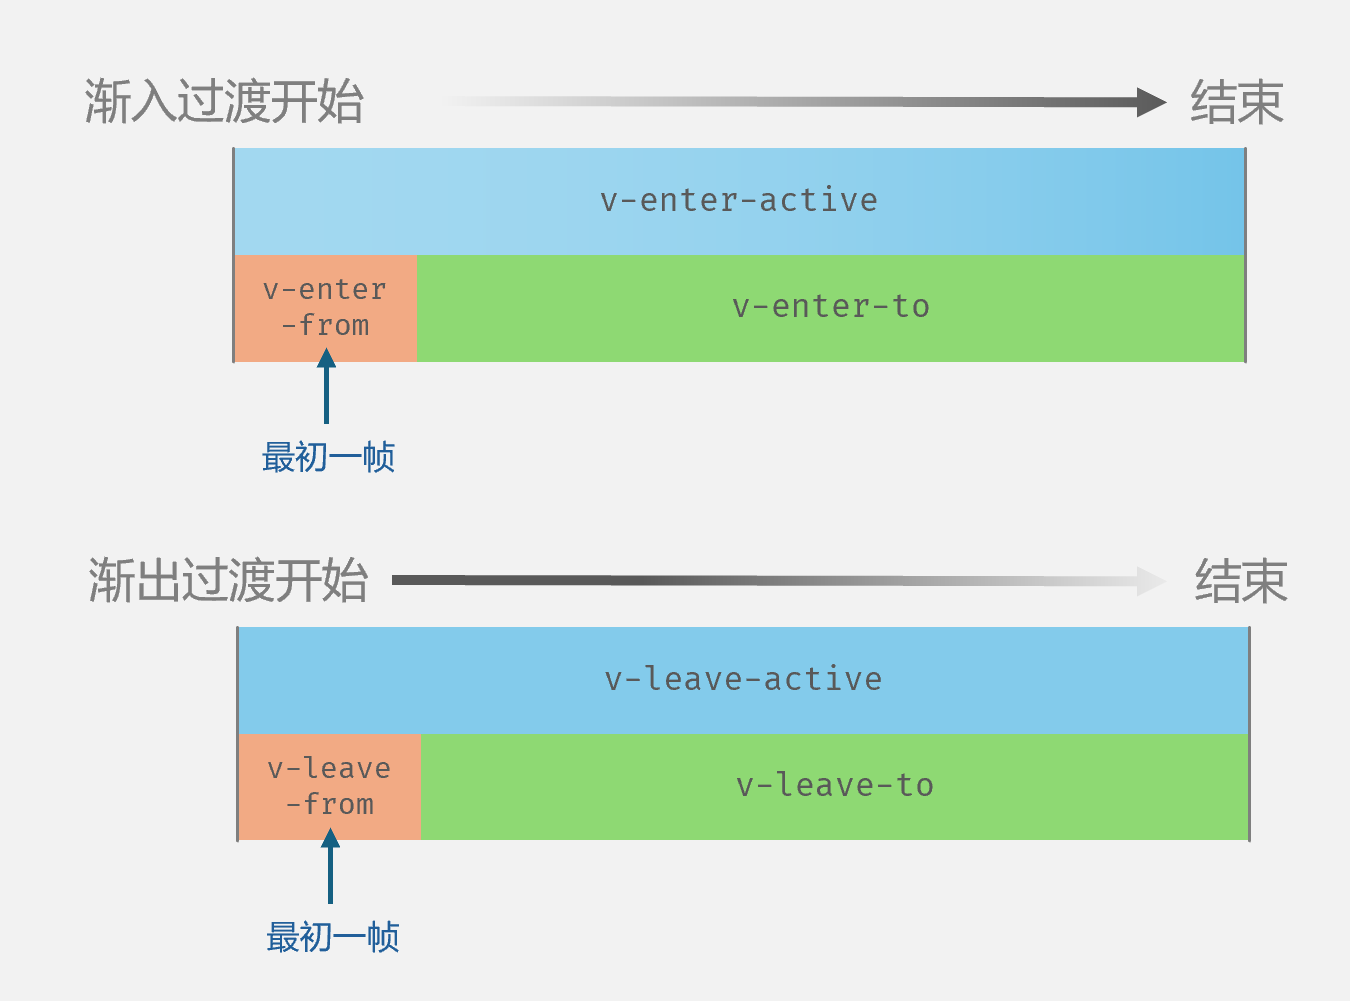 渐入过渡开始
结束
v-enter-active
v-enter
-from
v-enter-to
最初一帧
渐出过渡开始
结束
v-leave-active
v-leave
-from
v-leave-to
最初一帧